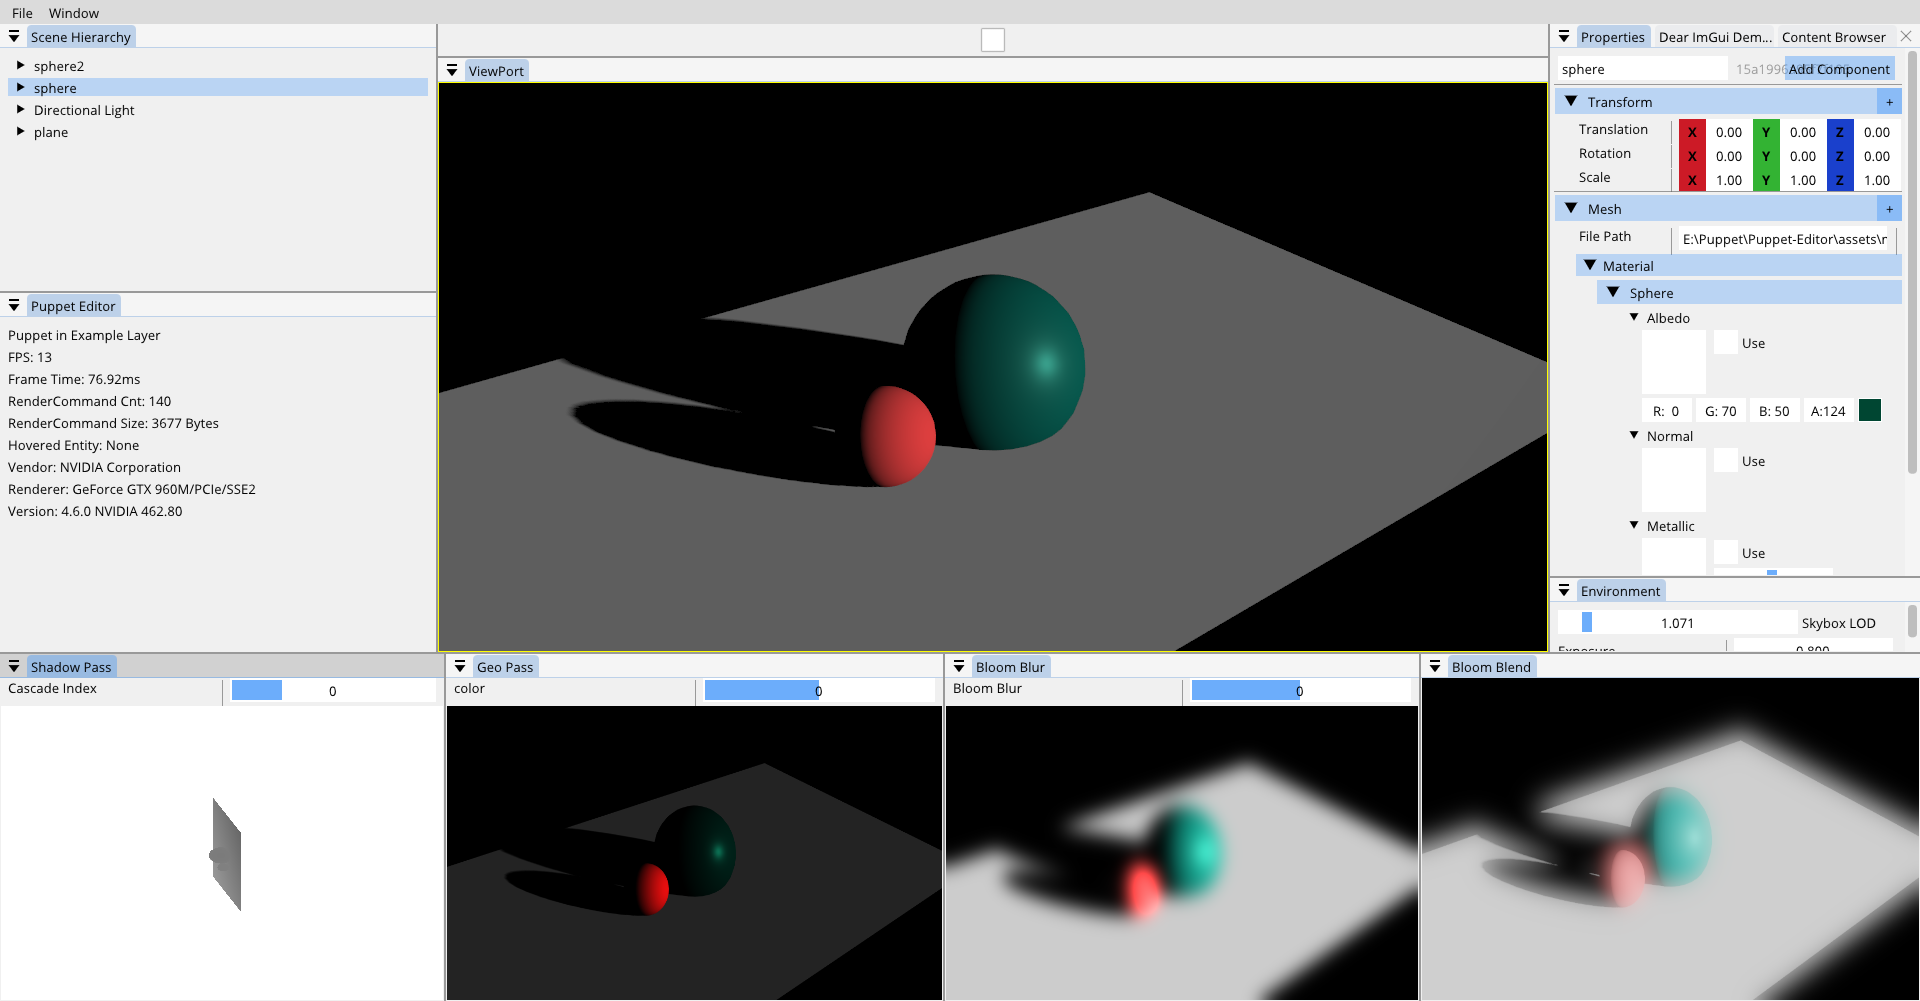 File Window
Scene Hierarchy
sphere2
sphere
Directional Light
plane
Puppet Editor
Puppet in Example Layer
FPS: 13
Frame Time: 76.92ms
RenderCommand Cnt: 140
RenderCommand Size: 3677 Bytes
Hovered Entity: None
Vendor: NVIDIA Corporation
Renderer: GeForce GTX 960M/PCIe/SSE2
Version: 4.6.0 NVIDIA 462.80
ViewPort
Properties Dear ImGui Dem... Content Browser
sphere 15a1996 Add Component
Transform +
Translation X 0.00 Y 0.00 Z 0.00
Rotation X 0.00 Y 0.00 Z 0.00
Scale X 1.00 Y 1.00 Z 1.00
Mesh +
File Path E:\Puppet\Puppet-Editor\assets\
Material
Sphere
Albedo
Use
R: 0 G: 70 B: 50 A:124
Normal
Use
Metallic
Use
Environment
1.071 Skybox LOD
Exposure 0.800
Shadow Pass
Cascade Index 0
Geo Pass
color 0
Bloom Blur
Bloom Blur 0
Bloom Blend